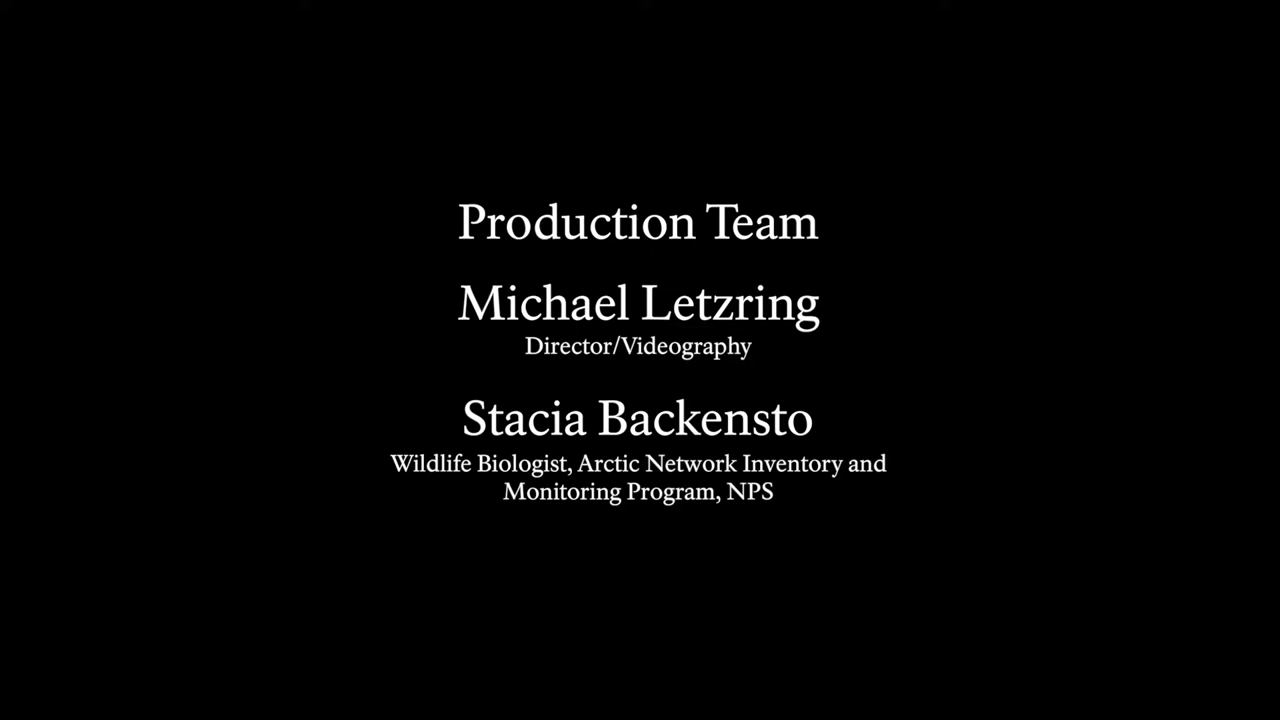 Production Team
Michael Letzring
Director/Videography
Stacia Backensto
Wildlife Biologist, Arctic Network Inventory and
Monitoring Program, NPS